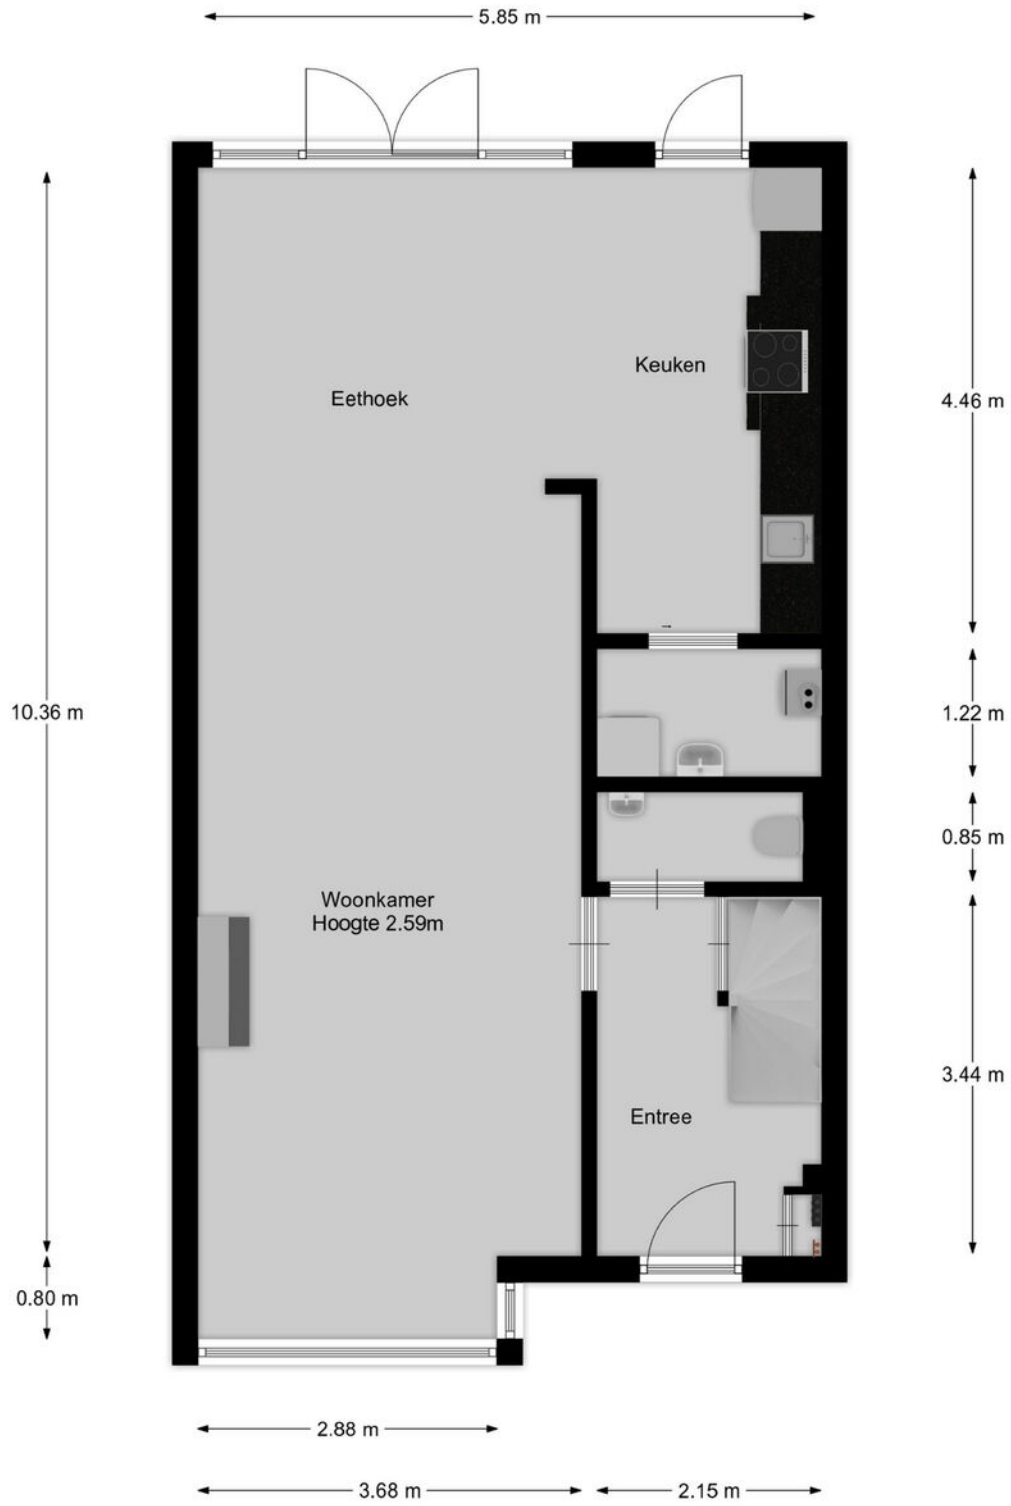 5.85 m
Keuken
Eethoek
4.46 m
10.36 m
1.22 m
0.85 m
Woonkamer
Hoogte 2.59m
3.44 m
Entree
0.80 m
2.88 m
3.68 m
2.15 m